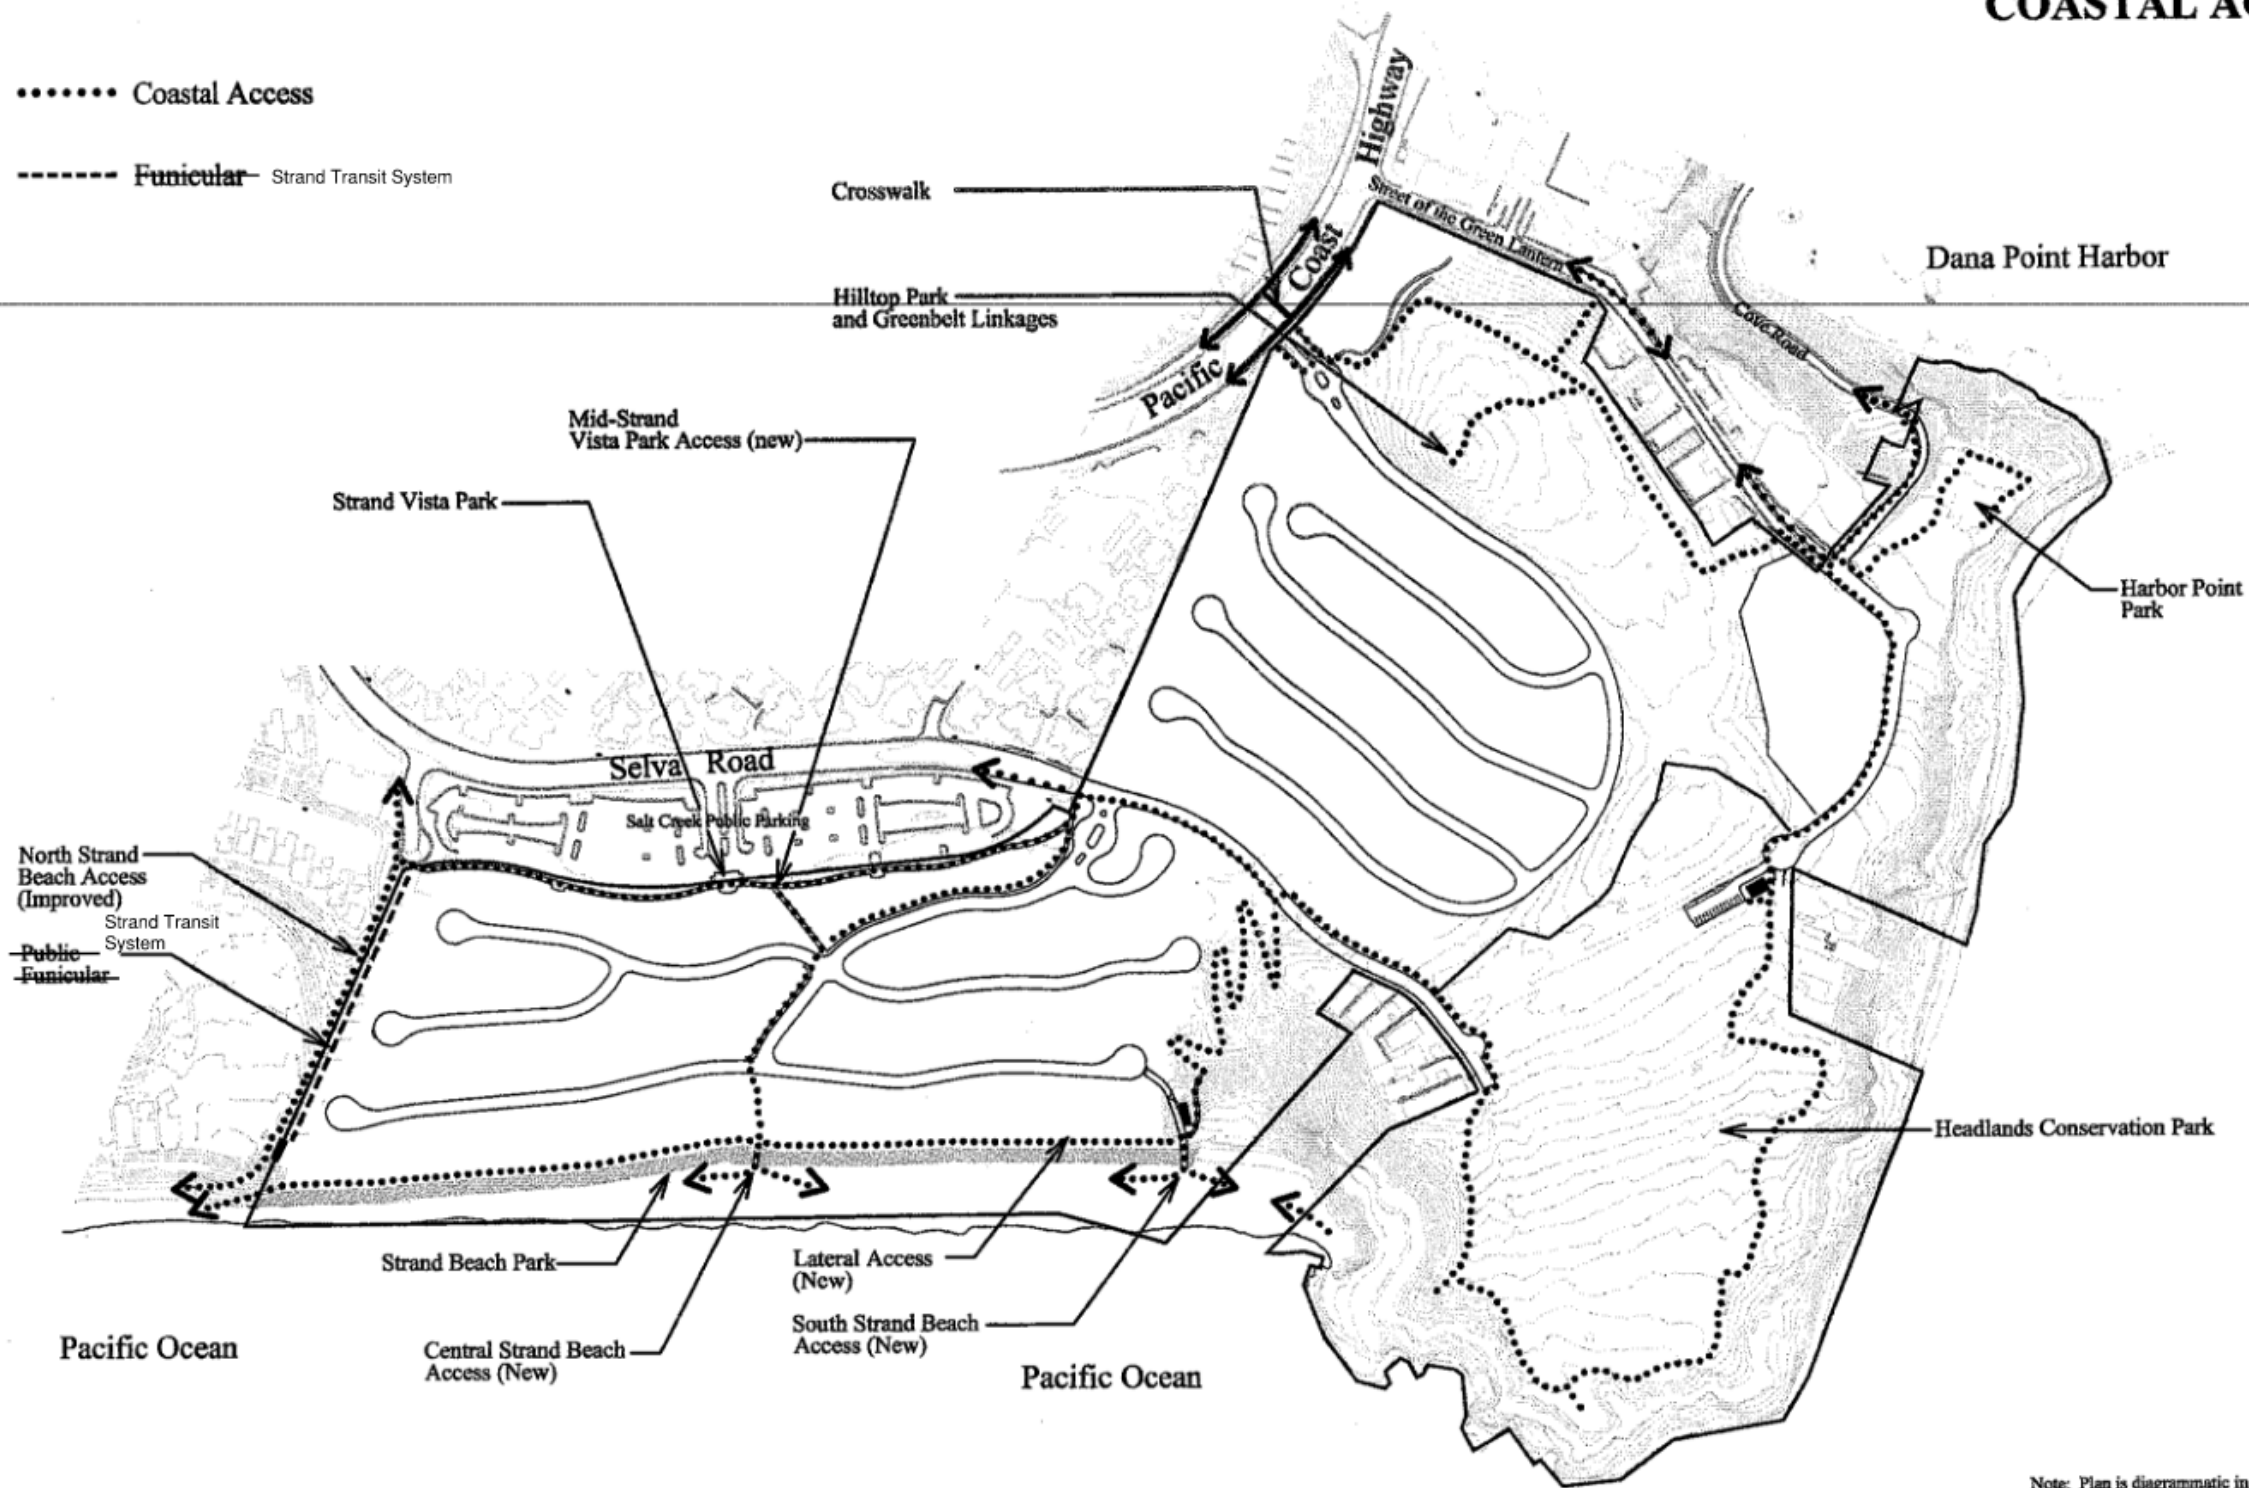 COASTAL AC
Coastal Access
Funicular Strand Transit System
Highway
Crosswalk
Street of the Green Lantern
Coast
Dana Point Harbor
Hilltop Park
and Greenbelt Linkages
Cove Road
Pacific
Mid-Strand
Vista Park Access (new)
Strand Vista Park
Harbor Point
Park
Selva Road
Salt Creek Public Parking
North Strand
Beach Access
(Improved)
Strand Transit
System
Public
Funicular
Headlands Conservation Park
Strand Beach Park
Lateral Access
(New)
South Strand Beach
Access (New)
Central Strand Beach
Access (New)
Pacific Ocean
Pacific Ocean
Note: Plan is diagrammatic in